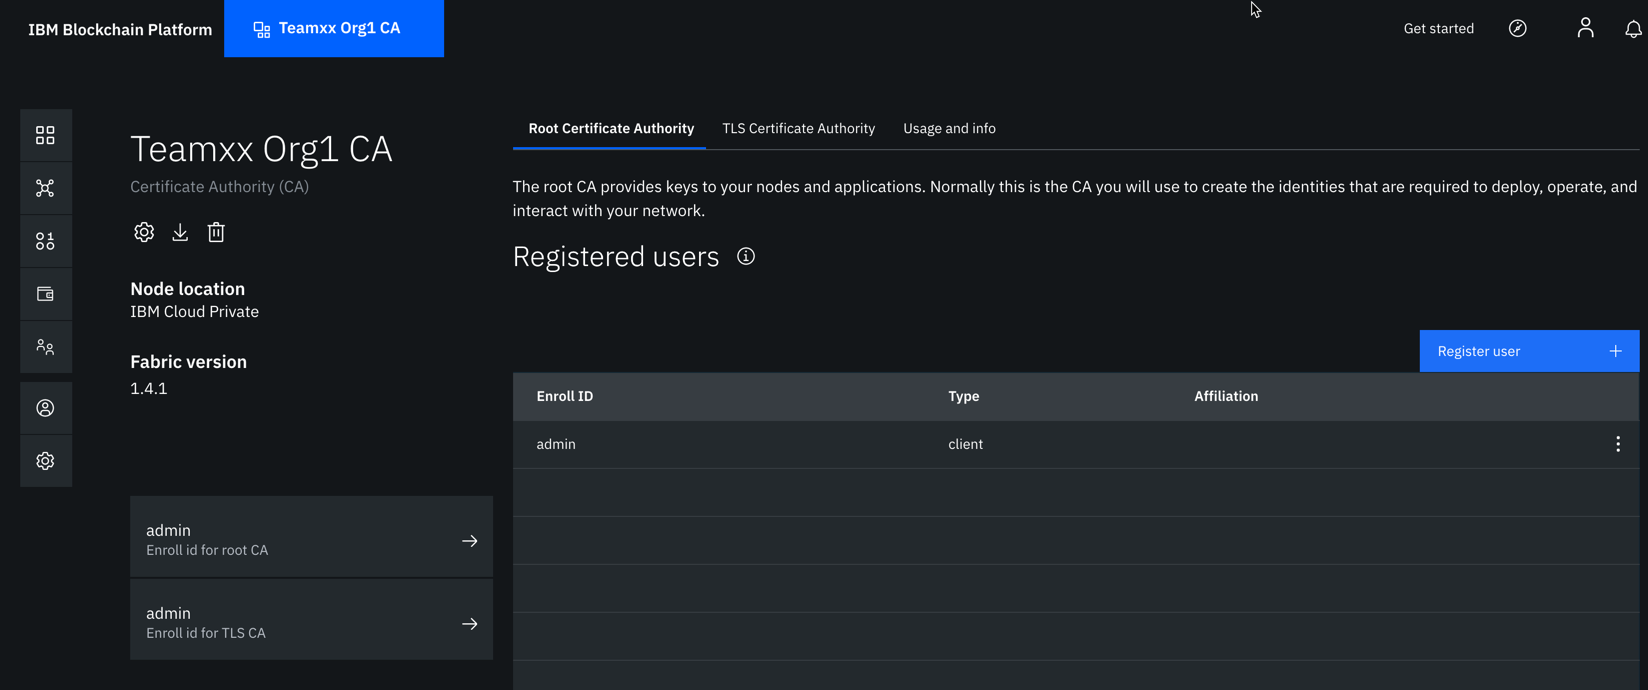 IBM Blockchain Platform
Teamxx Org1 CA
Get started
Teamxx Org1 CA
Certificate Authority (CA)
Node location
IBM Cloud Private
Fabric version
1.4.1
admin
Enroll id for root CA
admin
Enroll id for TLS CA
Root Certificate Authority
TLS Certificate Authority
Usage and info
The root CA provides keys to your nodes and applications. Normally this is the CA you will use to create the identities that are required to deploy, operate, and
interact with your network.
Registered users
Register user
Enroll ID Type Affiliation
admin client